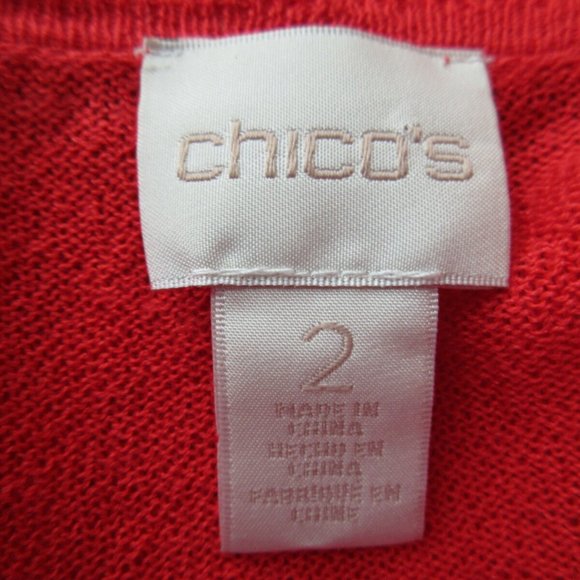 chico's
2
MADE IN
CHINA
HECHO EN
CHINA
FABRIQUÉ EN
CHINE